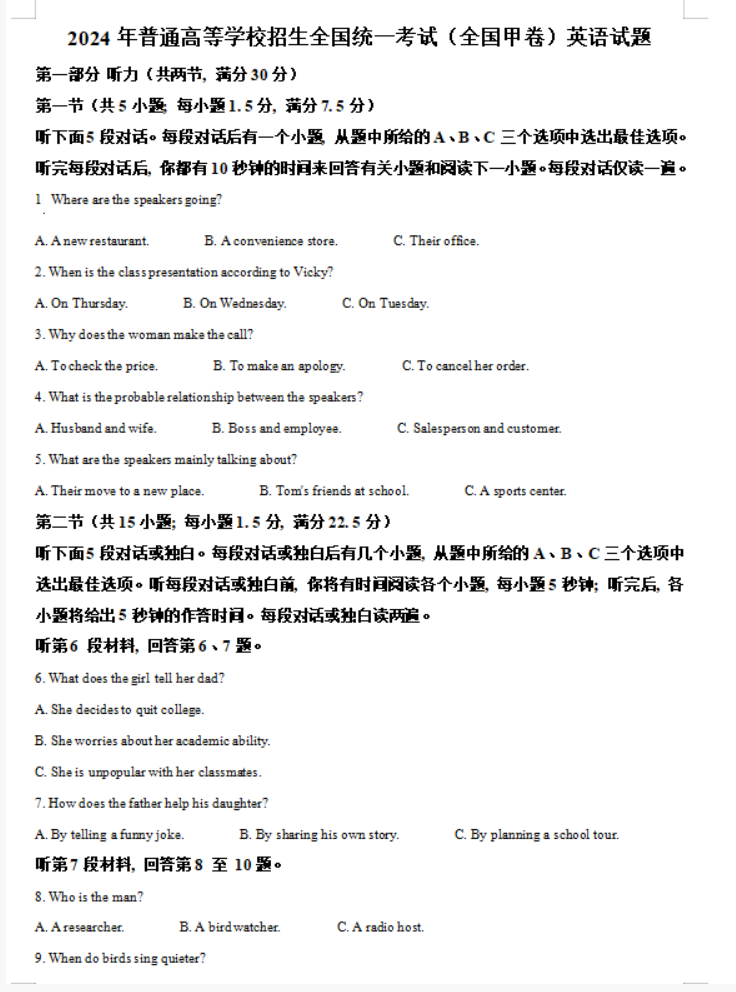 2024 年普通高等学校招生全国统一考试（全国甲卷）英语试题
第一部分 听力（共两节, 满分 30 分）
第一节（共 5 小题; 每小题 1.5 分, 满分 7.5 分）
听下面 5 段对话。每段对话后有一个小题, 从题中所给的 A、B、C 三个选项中选出最佳选项。
听完每段对话后, 你都有 10 秒钟的时间来回答有关小题和阅读下一小题。每段对话仅读一遍。
1. Where are the speakers going?
A. A new restaurant. B. A convenience store. C. Their office.
2. When is the class presentation according to Vicky?
A. On Thursday. B. On Wednesday. C. On Tuesday.
3. Why does the woman make the call?
A. To check the price. B. To make an apology. C. To cancel her order.
4. What is the probable relationship between the speakers?
A. Husband and wife. B. Boss and employee. C. Salesperson and customer.
5. What are the speakers mainly talking about?
A. Their move to a new place. B. Tom's friends at school. C. A sports center.
第二节（共 15 小题; 每小题 1.5 分, 满分 22.5 分）
听下面 5 段对话或独白。每段对话或独白后有几个小题, 从题中所给的 A、B、C 三个选项中
选出最佳选项。听每段对话或独白前, 你将有时间阅读各个小题, 每小题 5 秒钟; 听完后, 各
小题将给出 5 秒钟的作答时间。每段对话或独白读两遍。
听第 6 段材料, 回答第 6、7 题。
6. What does the girl tell her dad?
A. She decides to quit college.
B. She worries about her academic ability.
C. She is unpopular with her classmates.
7. How does the father help his daughter?
A. By telling a funny joke. B. By sharing his own story. C. By planning a school tour.
听第 7 段材料, 回答第 8 至 10 题。
8. Who is the man?
A. A researcher. B. A birdwatcher. C. A radio host.
9. When do birds sing quieter?